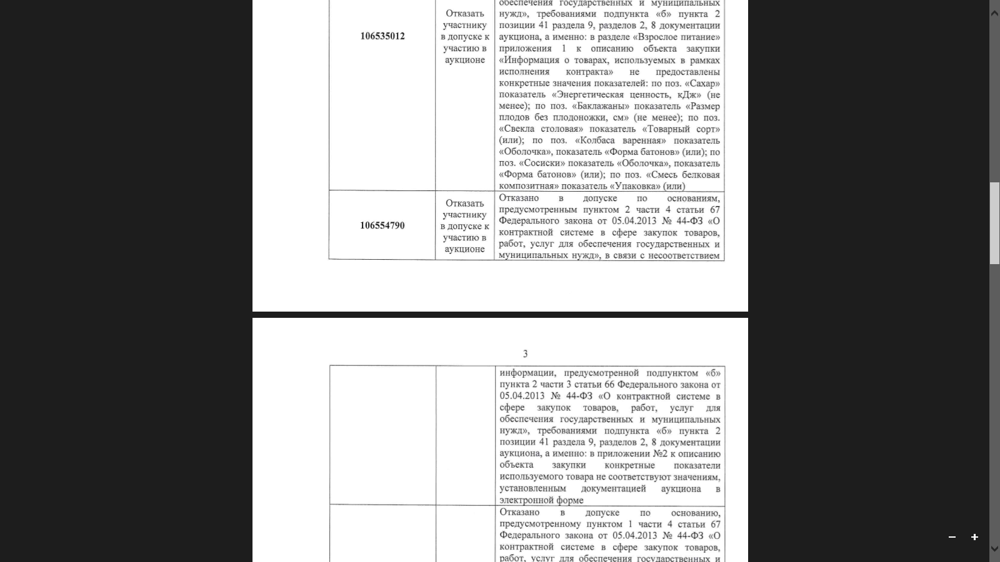 обеспечения государственных и муниципальных
106535012
Отказать
участнику
в допуске к
участию в
аукционе
нужд», требованиями подпункта «б» пункта 2
позиции 41 раздела 9, разделов 2, 8 документации
аукциона, а именно: в разделе «Взрослое питание»
приложения 1 к описанию объекта закупки
«Информация о товарах, используемых в рамках
исполнения контракта» не предоставлены
конкретные значения показателей: по поз. «Сахар»
показатель «Энергетическая ценность, кДж» (не
менее); по поз. «Баклажаны» показатель «Размер
плодов без плодоножки, см» (не менее); по поз.
«Свекла столовая» показатель «Товарный сорт»
(или); по поз. «Колбаса варенная» показатель
«Оболочка», показатель «Форма батонов» (или); по
поз. «Сосиски» показатель «Оболочка», показатель
«Форма батонов» (или); по поз. «Смесь белковая
композитная» показатель «Упаковка» (или)
106554790
Отказать
участнику
в допуске к
участию в
аукционе
Отказано в допуске по основаниям,
предусмотренным пунктом 2 части 4 статьи 67
Федерального закона от 05.04.2013 № 44-ФЗ «О
контрактной системе в сфере закупок товаров,
работ, услуг для обеспечения государственных и
муниципальных нужд», в связи с несоответствием
3
информации, предусмотренной подпунктом «б»
пункта 2 части 3 статьи 66 Федерального закона от
05.04.2013 № 44-ФЗ «О контрактной системе в
сфере закупок товаров, работ, услуг для
обеспечения государственных и муниципальных
нужд», требованиями подпункта «б» пункта 2
позиции 41 раздела 9, разделов 2, 8 документации
аукциона, а именно: в приложении №2 к описанию
объекта закупки конкретные показатели
используемого товара не соответствуют значениям,
установленным документацией аукциона в
электронной форме
Отказано в допуске по основанию,
предусмотренному пунктом 1 части 4 статьи 67
Федерального закона от 05.04.2013 № 44-ФЗ «О
контрактной системе в сфере закупок товаров,
работ, услуг для обеспечения государственных и